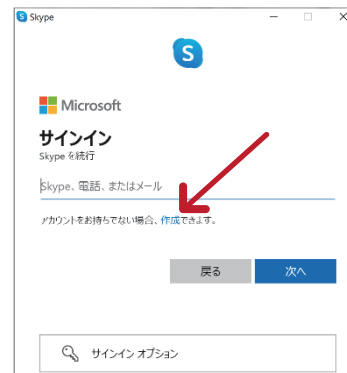 Skype
Microsoft
サインイン
Skype を続行
Skype、電話、またはメール
アカウントをお持ちでない場合、作成できます。
戻る
次へ
サインイン オプション